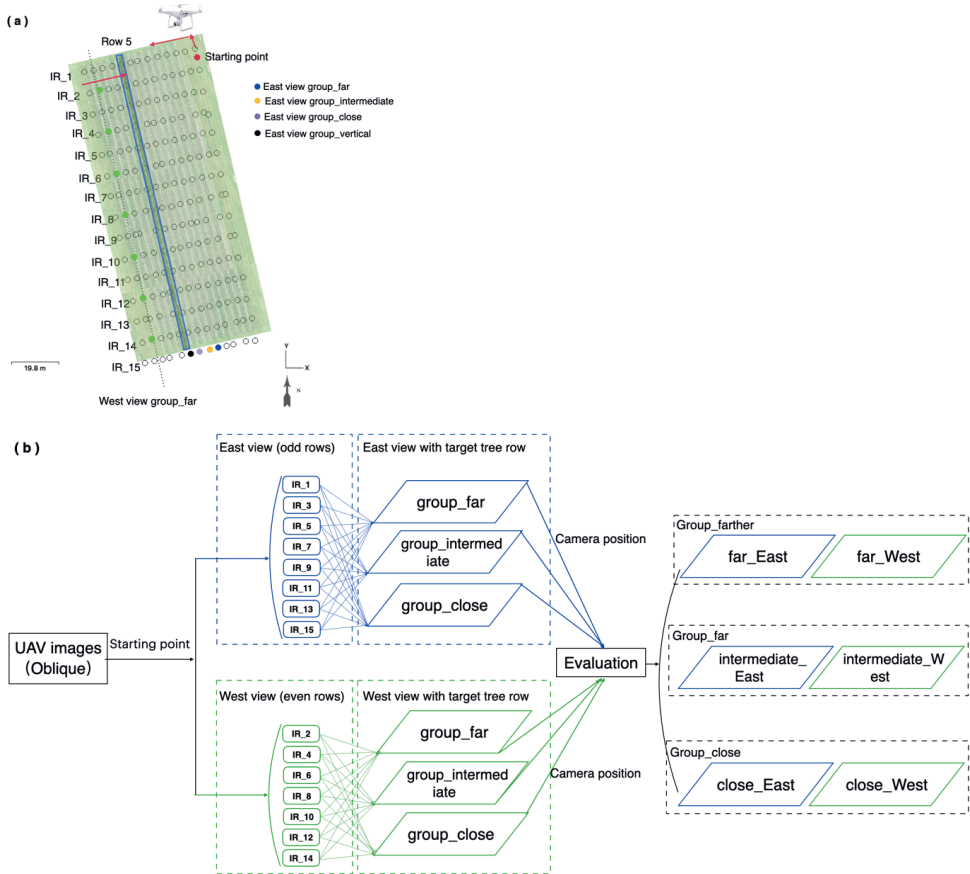 (a)
Row 5
Starting point
IR_1
IR_2
IR_3
IR_4
IR_5
IR_6
IR_7
IR_8
IR_9
IR_10
IR_11
IR_12
IR_13
IR_14
IR_15
East view group_far
East view group_intermediate
East view group_close
East view group_vertical
19.8 m
Y
X
N
West view group_far
(b)
East view (odd rows)
IR_1
IR_3
IR_5
IR_7
IR_9
IR_11
IR_13
IR_15
East view with target tree row
group_far
group_intermed
iate
group_close
Camera position
UAV images
(Oblique)
Starting point
West view (even rows)
IR_2
IR_4
IR_6
IR_8
IR_10
IR_12
IR_14
West view with target tree row
group_far
group_intermed
iate
group_close
Camera position
Evaluation
Group_farther
far_East
far_West
Group_far
intermediate_
East
intermediate_W
est
Group_close
close_East
close_West